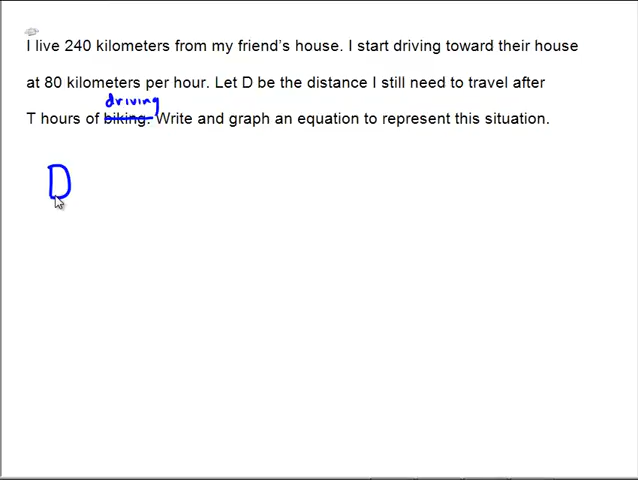 I live 240 kilometers from my friend's house. I start driving toward their house
at 80 kilometers per hour. Let D be the distance I still need to travel after
driving
T hours of biking. Write and graph an equation to represent this situation.
D